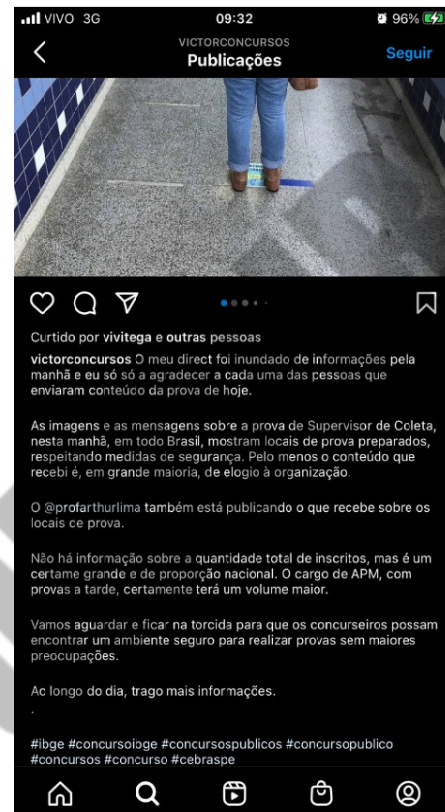 VIVO 3G 09:32 96%
VICTORCONCURSOS
Publicações
Seguir
Curtido por vivitega e outras pessoas
victorconcursos O meu direct foi inundado de informações pela
manhã e eu só só a agradecer a cada uma das pessoas que
enviaram conteúdo da prova de hoje.
As imagens e as mensagens sobre a prova de Supervisor de Coleta,
nesta manhã, em todo Brasil, mostram locais de prova preparados,
respeitando medidas de segurança. Pelo menos o conteúdo que
recebi é, em grande maioria, de elogio à organização.
O @profarthurlima também está publicando o que recebe sobre os
locais de prova.
Não há informação sobre a quantidade total de inscritos, mas é um
certame grande e de proporção nacional. O cargo de APM, com
provas a tarde, certamente terá um volume maior.
Vamos aguardar e ficar na torcida para que os concurseiros possam
encontrar um ambiente seguro para realizar provas sem maiores
preocupações.
Ao longo do dia, trago mais informações.
.
#ibge #concursoibge #concursospublicos #concursopublico
#concursos #concurso #cebraspe